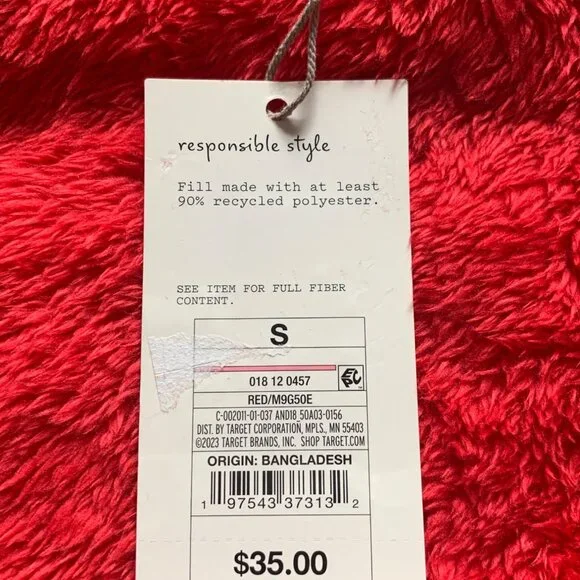 responsible style
Fill made with at least
90% recycled polyester.
SEE ITEM FOR FULL FIBER
CONTENT.
S
018 12 0457
RED/M9G50E
C-002011-01-037 AND18_50A03-0156
DIST. BY TARGET CORPORATION, MPLS., MN 55403
©2023 TARGET BRANDS, INC. SHOP TARGET.COM
ORIGIN: BANGLADESH
1 97543 37313 2
$35.00